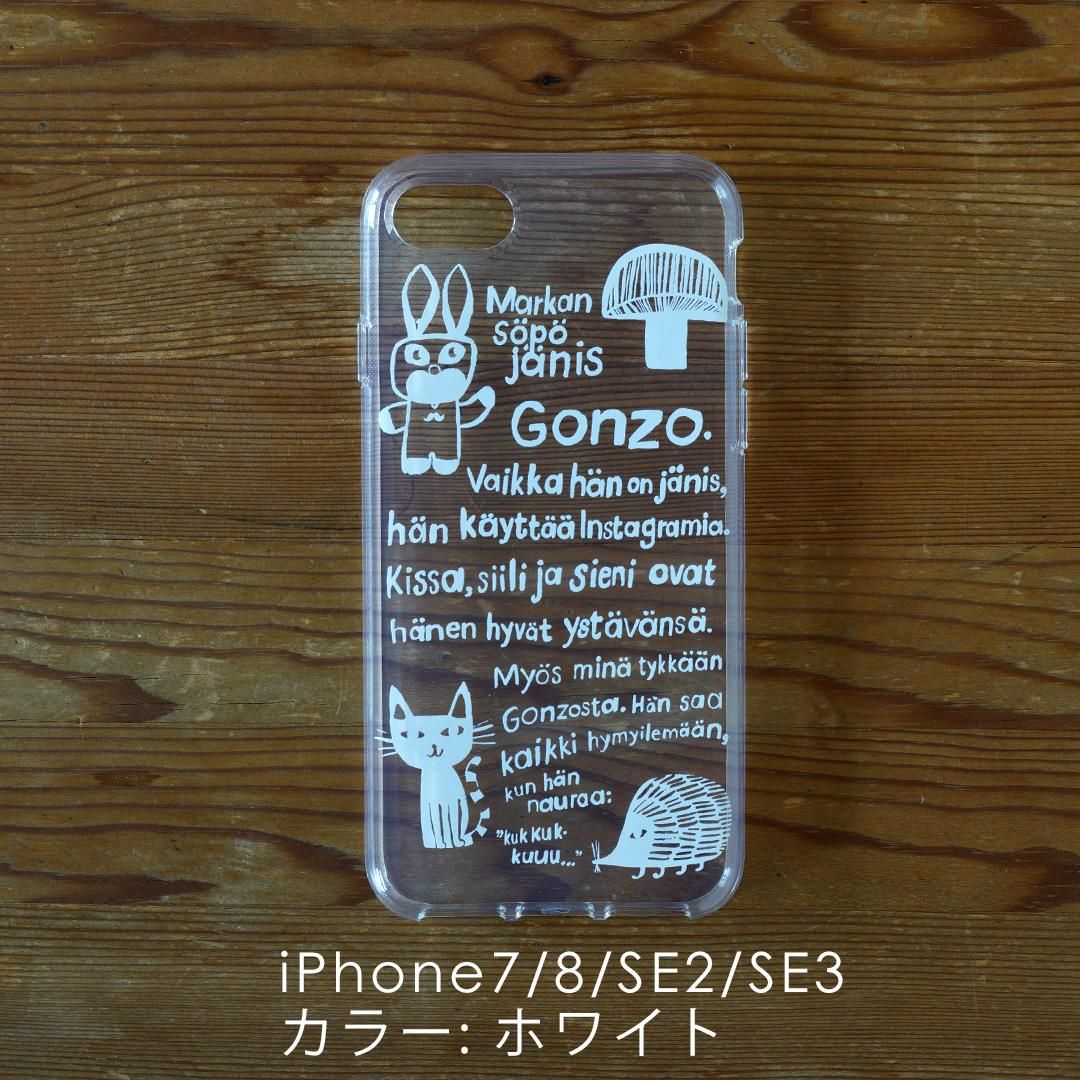 Markan
söpö
jänis
Gonzo.
Vaikka hän on jänis,
hän käyttää Instagramia.
Kissa, siili ja sieni ovat
hänen hyvät ystävänsä.
Myös minä tykkään
Gonzosta. Hän saa
kaikki hymyilemään,
kun hän
nauraa:
"kuk kuk-
kuuu..."
iPhone7/8/SE2/SE3
カラー: ホワイト